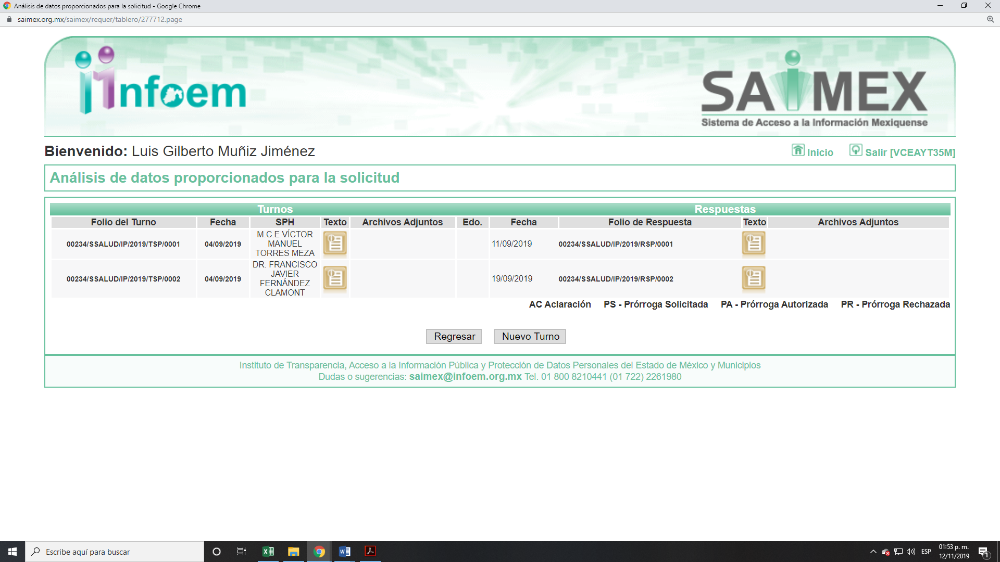 Análisis de datos proporcionados para la solicitud - Google Chrome
saimex.org.mx/saimex/requer/tablero/277712.page
infoem
SAIMEX
Sistema de Acceso a la Información Mexiquense
Bienvenido: Luis Gilberto Muñiz Jiménez
Inicio Salir [VCEAYT35M]
Análisis de datos proporcionados para la solicitud
Turnos Respuestas
Folio del Turno Fecha SPH Texto Archivos Adjuntos Edo. Fecha Folio de Respuesta Texto Archivos Adjuntos
00234/SSALUD/IP/2019/TSP/0001 04/09/2019 M.C.E VÍCTOR MANUEL TORRES MEZA 11/09/2019 00234/SSALUD/IP/2019/RSP/0001
00234/SSALUD/IP/2019/TSP/0002 04/09/2019 DR. FRANCISCO JAVIER FERNÁNDEZ CLAMONT 19/09/2019 00234/SSALUD/IP/2019/RSP/0002
AC Aclaración PS - Prórroga Solicitada PA - Prórroga Autorizada PR - Prórroga Rechazada
Regresar Nuevo Turno
Instituto de Transparencia, Acceso a la Información Pública y Protección de Datos Personales del Estado de México y Municipios
Dudas o sugerencias: saimex@infoem.org.mx Tel. 01 800 8210441 (01 722) 2261980
Escribe aquí para buscar
ESP
01:53 p. m.
12/11/2019
1